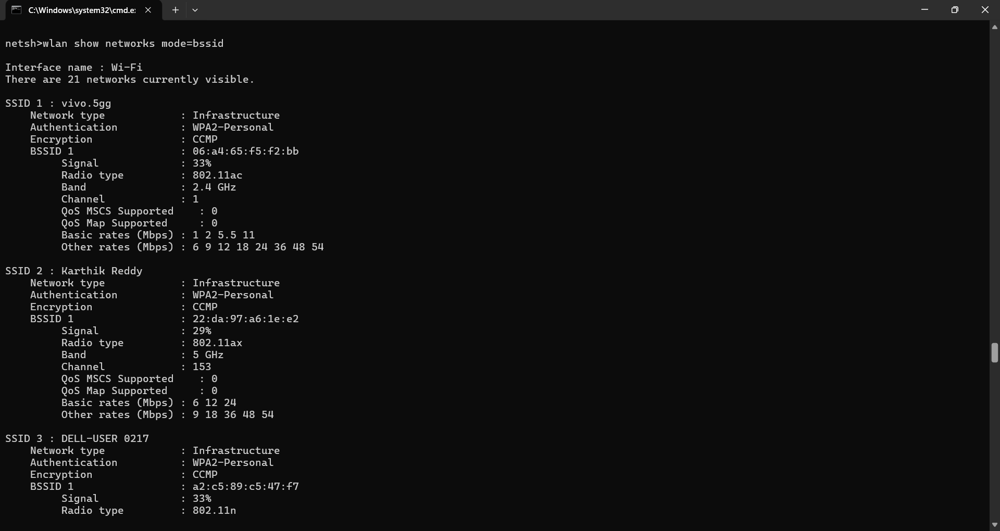 C:\Windows\system32\cmd.e
netsh>wlan show networks mode=bssid
Interface name : Wi-Fi
There are 21 networks currently visible.
SSID 1 : vivo.5gg
Network type : Infrastructure
Authentication : WPA2-Personal
Encryption : CCMP
BSSID 1 : 06:a4:65:f5:f2:bb
Signal : 33%
Radio type : 802.11ac
Band : 2.4 GHz
Channel : 1
QoS MSCS Supported : 0
QoS Map Supported : 0
Basic rates (Mbps) : 1 2 5.5 11
Other rates (Mbps) : 6 9 12 18 24 36 48 54
SSID 2 : Karthik Reddy
Network type : Infrastructure
Authentication : WPA2-Personal
Encryption : CCMP
BSSID 1 : 22:da:97:a6:1e:e2
Signal : 29%
Radio type : 802.11ax
Band : 5 GHz
Channel : 153
QoS MSCS Supported : 0
QoS Map Supported : 0
Basic rates (Mbps) : 6 12 24
Other rates (Mbps) : 9 18 36 48 54
SSID 3 : DELL-USER 0217
Network type : Infrastructure
Authentication : WPA2-Personal
Encryption : CCMP
BSSID 1 : a2:c5:89:c5:47:f7
Signal : 33%
Radio type : 802.11n